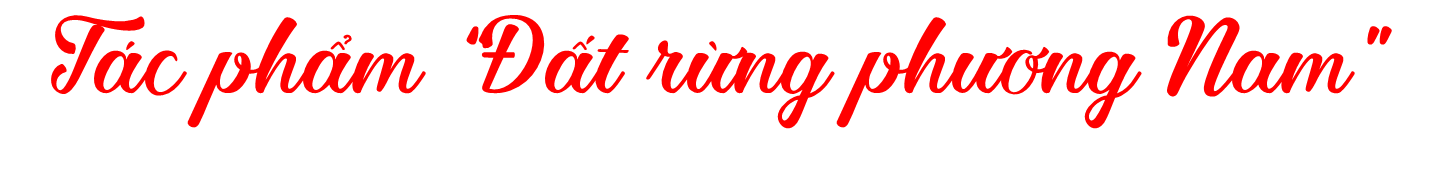 Tác phẩm “Đất rừng phương Nam”